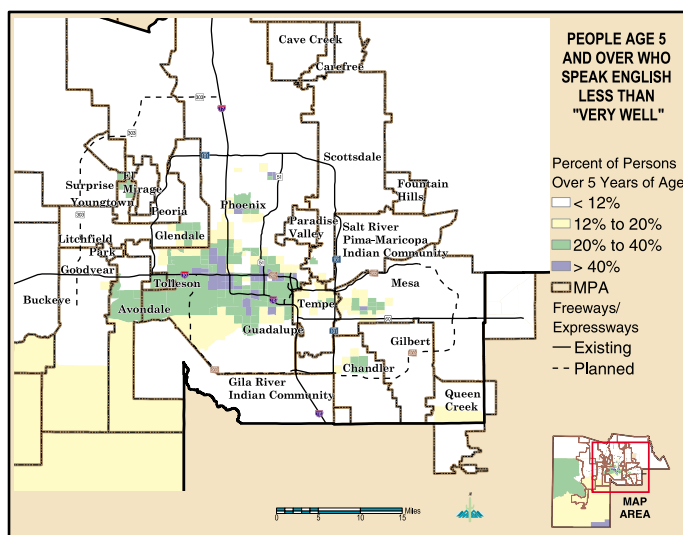 PEOPLE AGE 5
AND OVER WHO
SPEAK ENGLISH
LESS THAN
"VERY WELL"
Percent of Persons
Over 5 Years of Age
< 12%
12% to 20%
20% to 40%
> 40%
MPA
Freeways/
Expressways
Existing
Planned
Cave Creek
Carefree
303
303
303
Scottsdale
Surprise
El
Mirage
Youngtown
Peoria
Phoenix
Fountain
Hills
Glendale
Paradise
Valley
Salt River
Pima-Maricopa
Indian Community
Litchfield
Park
Goodyear
Tolleson
Mesa
Buckeye
Avondale
Tempe
Guadalupe
Gilbert
Chandler
Gila River
Indian Community
Queen
Creek
MAP
AREA
0 5 10 15 Miles